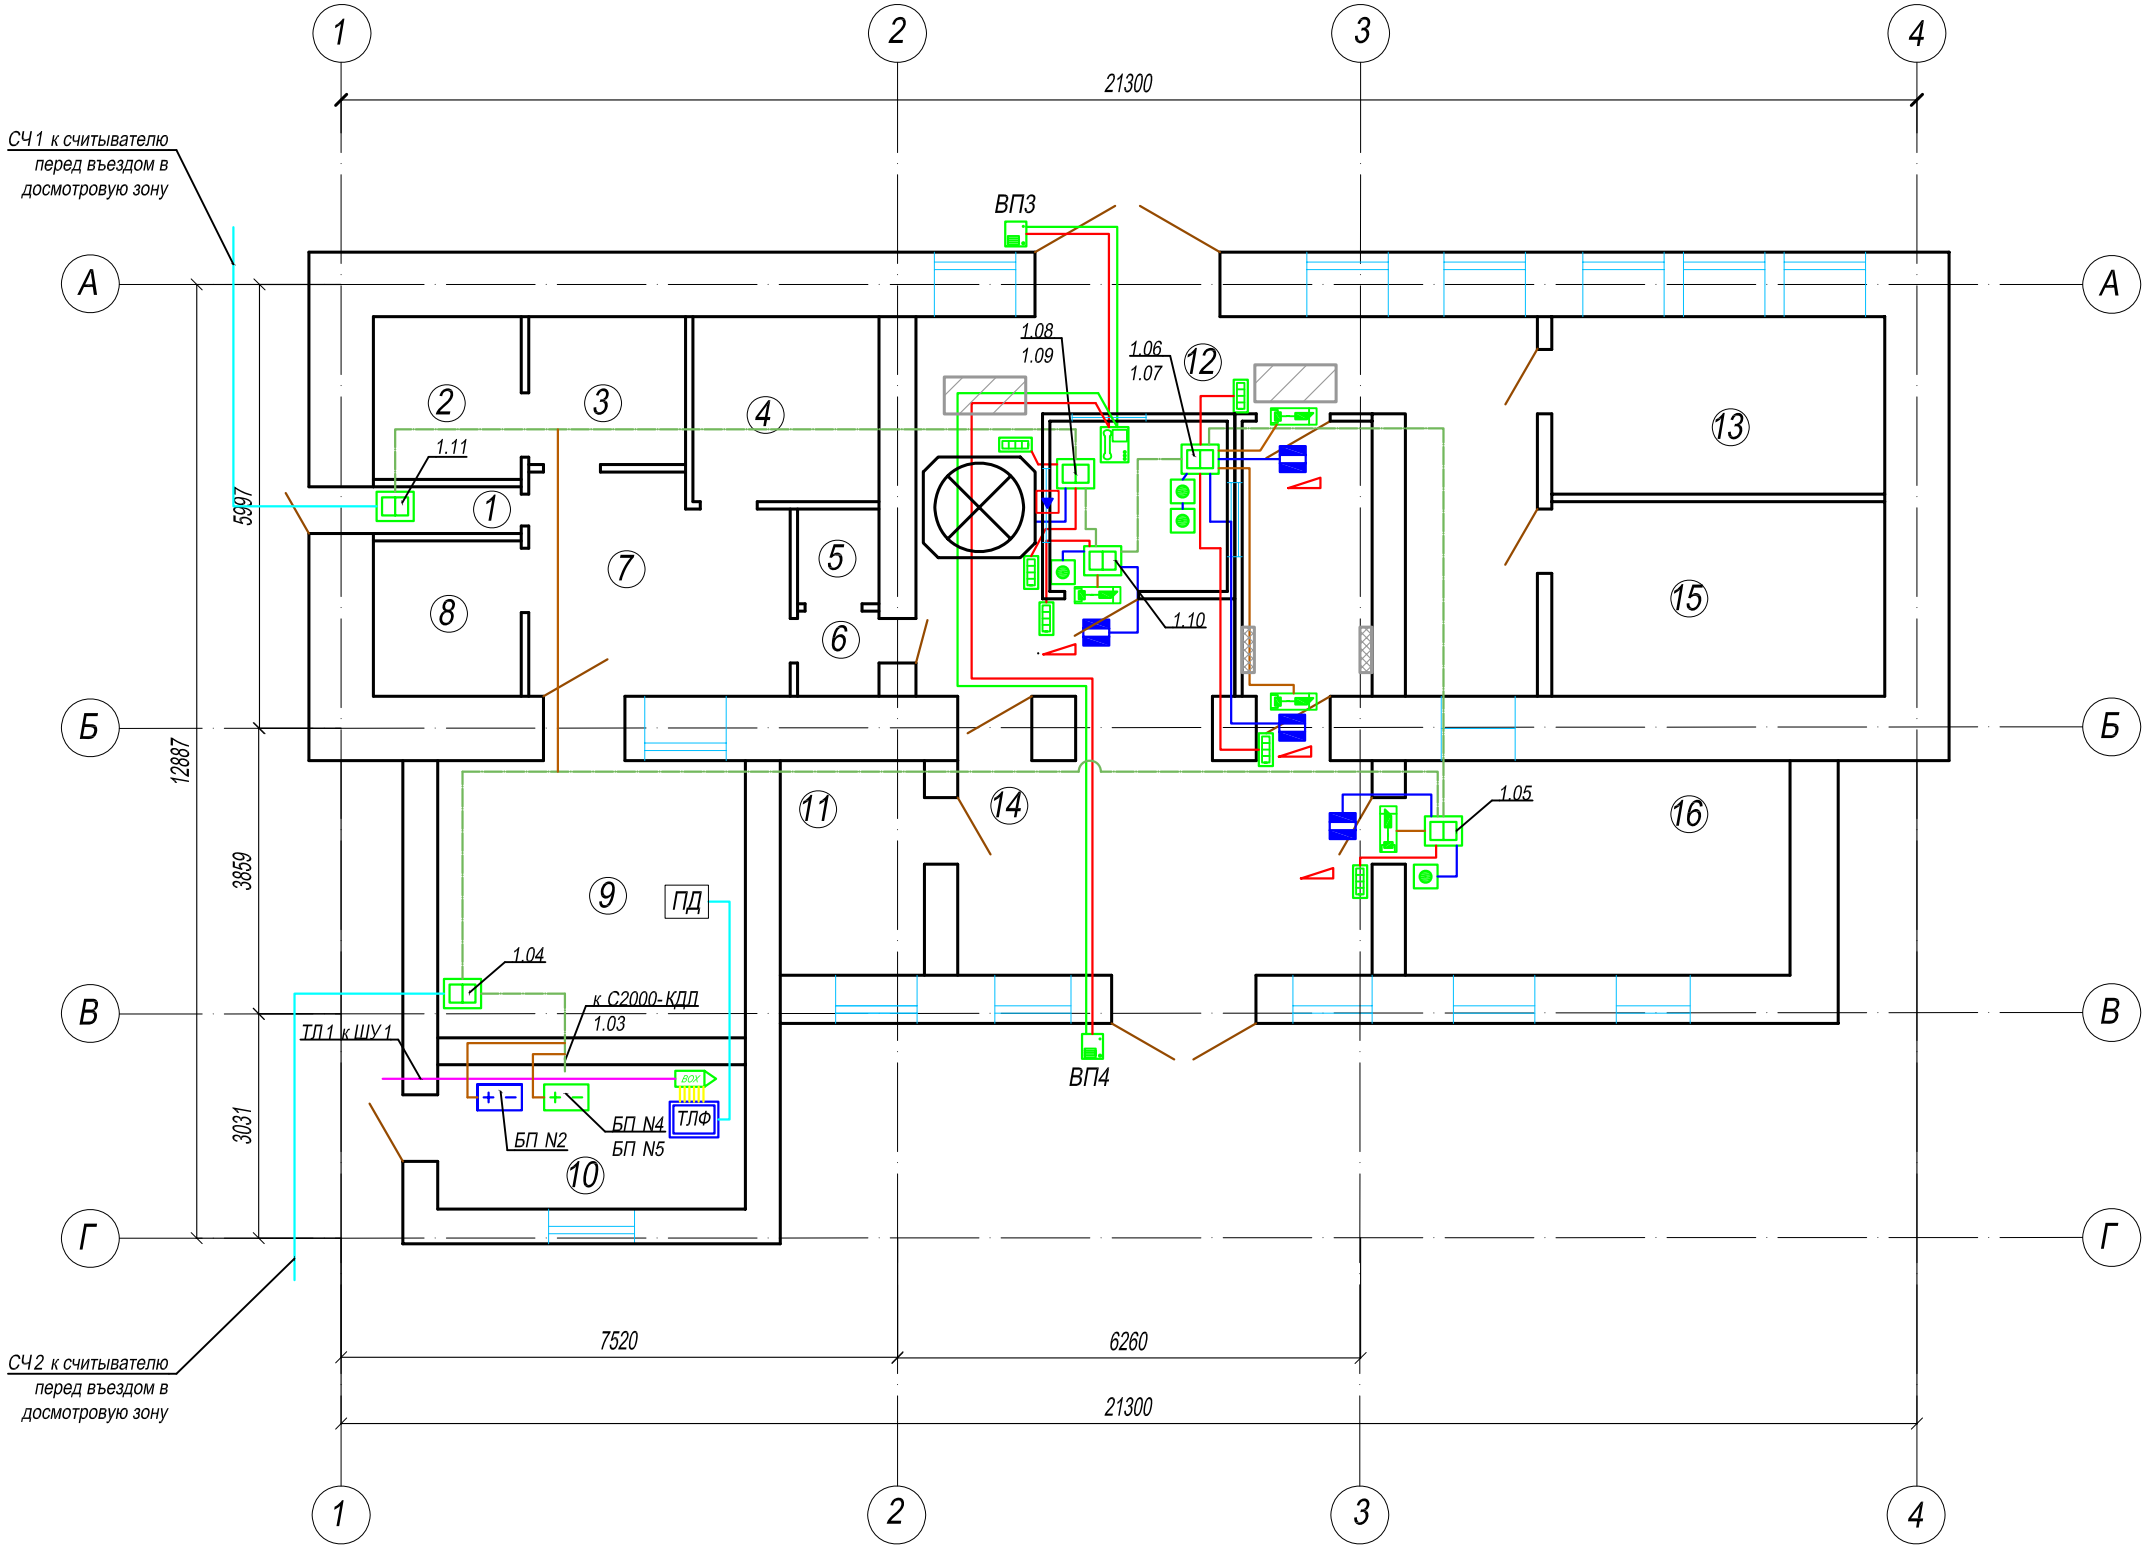 1 2 3 4
21300
СЧ1 к считывателю
перед въездом в
досмотровую зону
ВП3
А А
1.08
1.09
1.06
1.07
12
2
3
4
13
1.11
5997
1
5
7
8
6
1.10
15
Б Б
12887
11
14
1.05
16
3859
9
ПД
1.04
к С2000-КДЛ
1.03
В В
ТЛ1 к ШУ1
BOX
ВП4
ТЛФ
3031
БП N4
БП N5
БП N2
10
Г Г
7520
6260
СЧ2 к считывателю
перед въездом в
досмотровую зону
21300
1 2 3 4